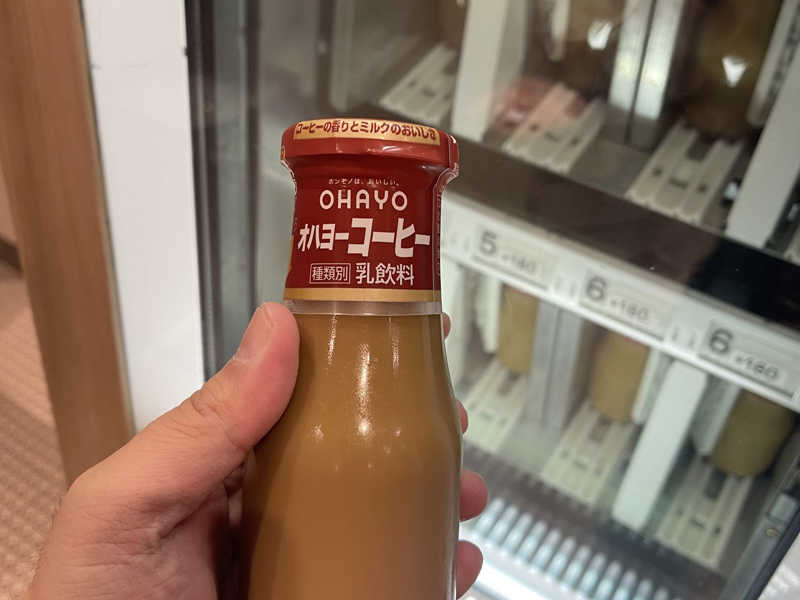 コーヒーの香りとミルクのおいしさ
ホンモノは、おいしい。
OHAYO
オハヨーコーヒー
種類別 乳飲料
5 ¥160
6 ¥160
6 ¥160